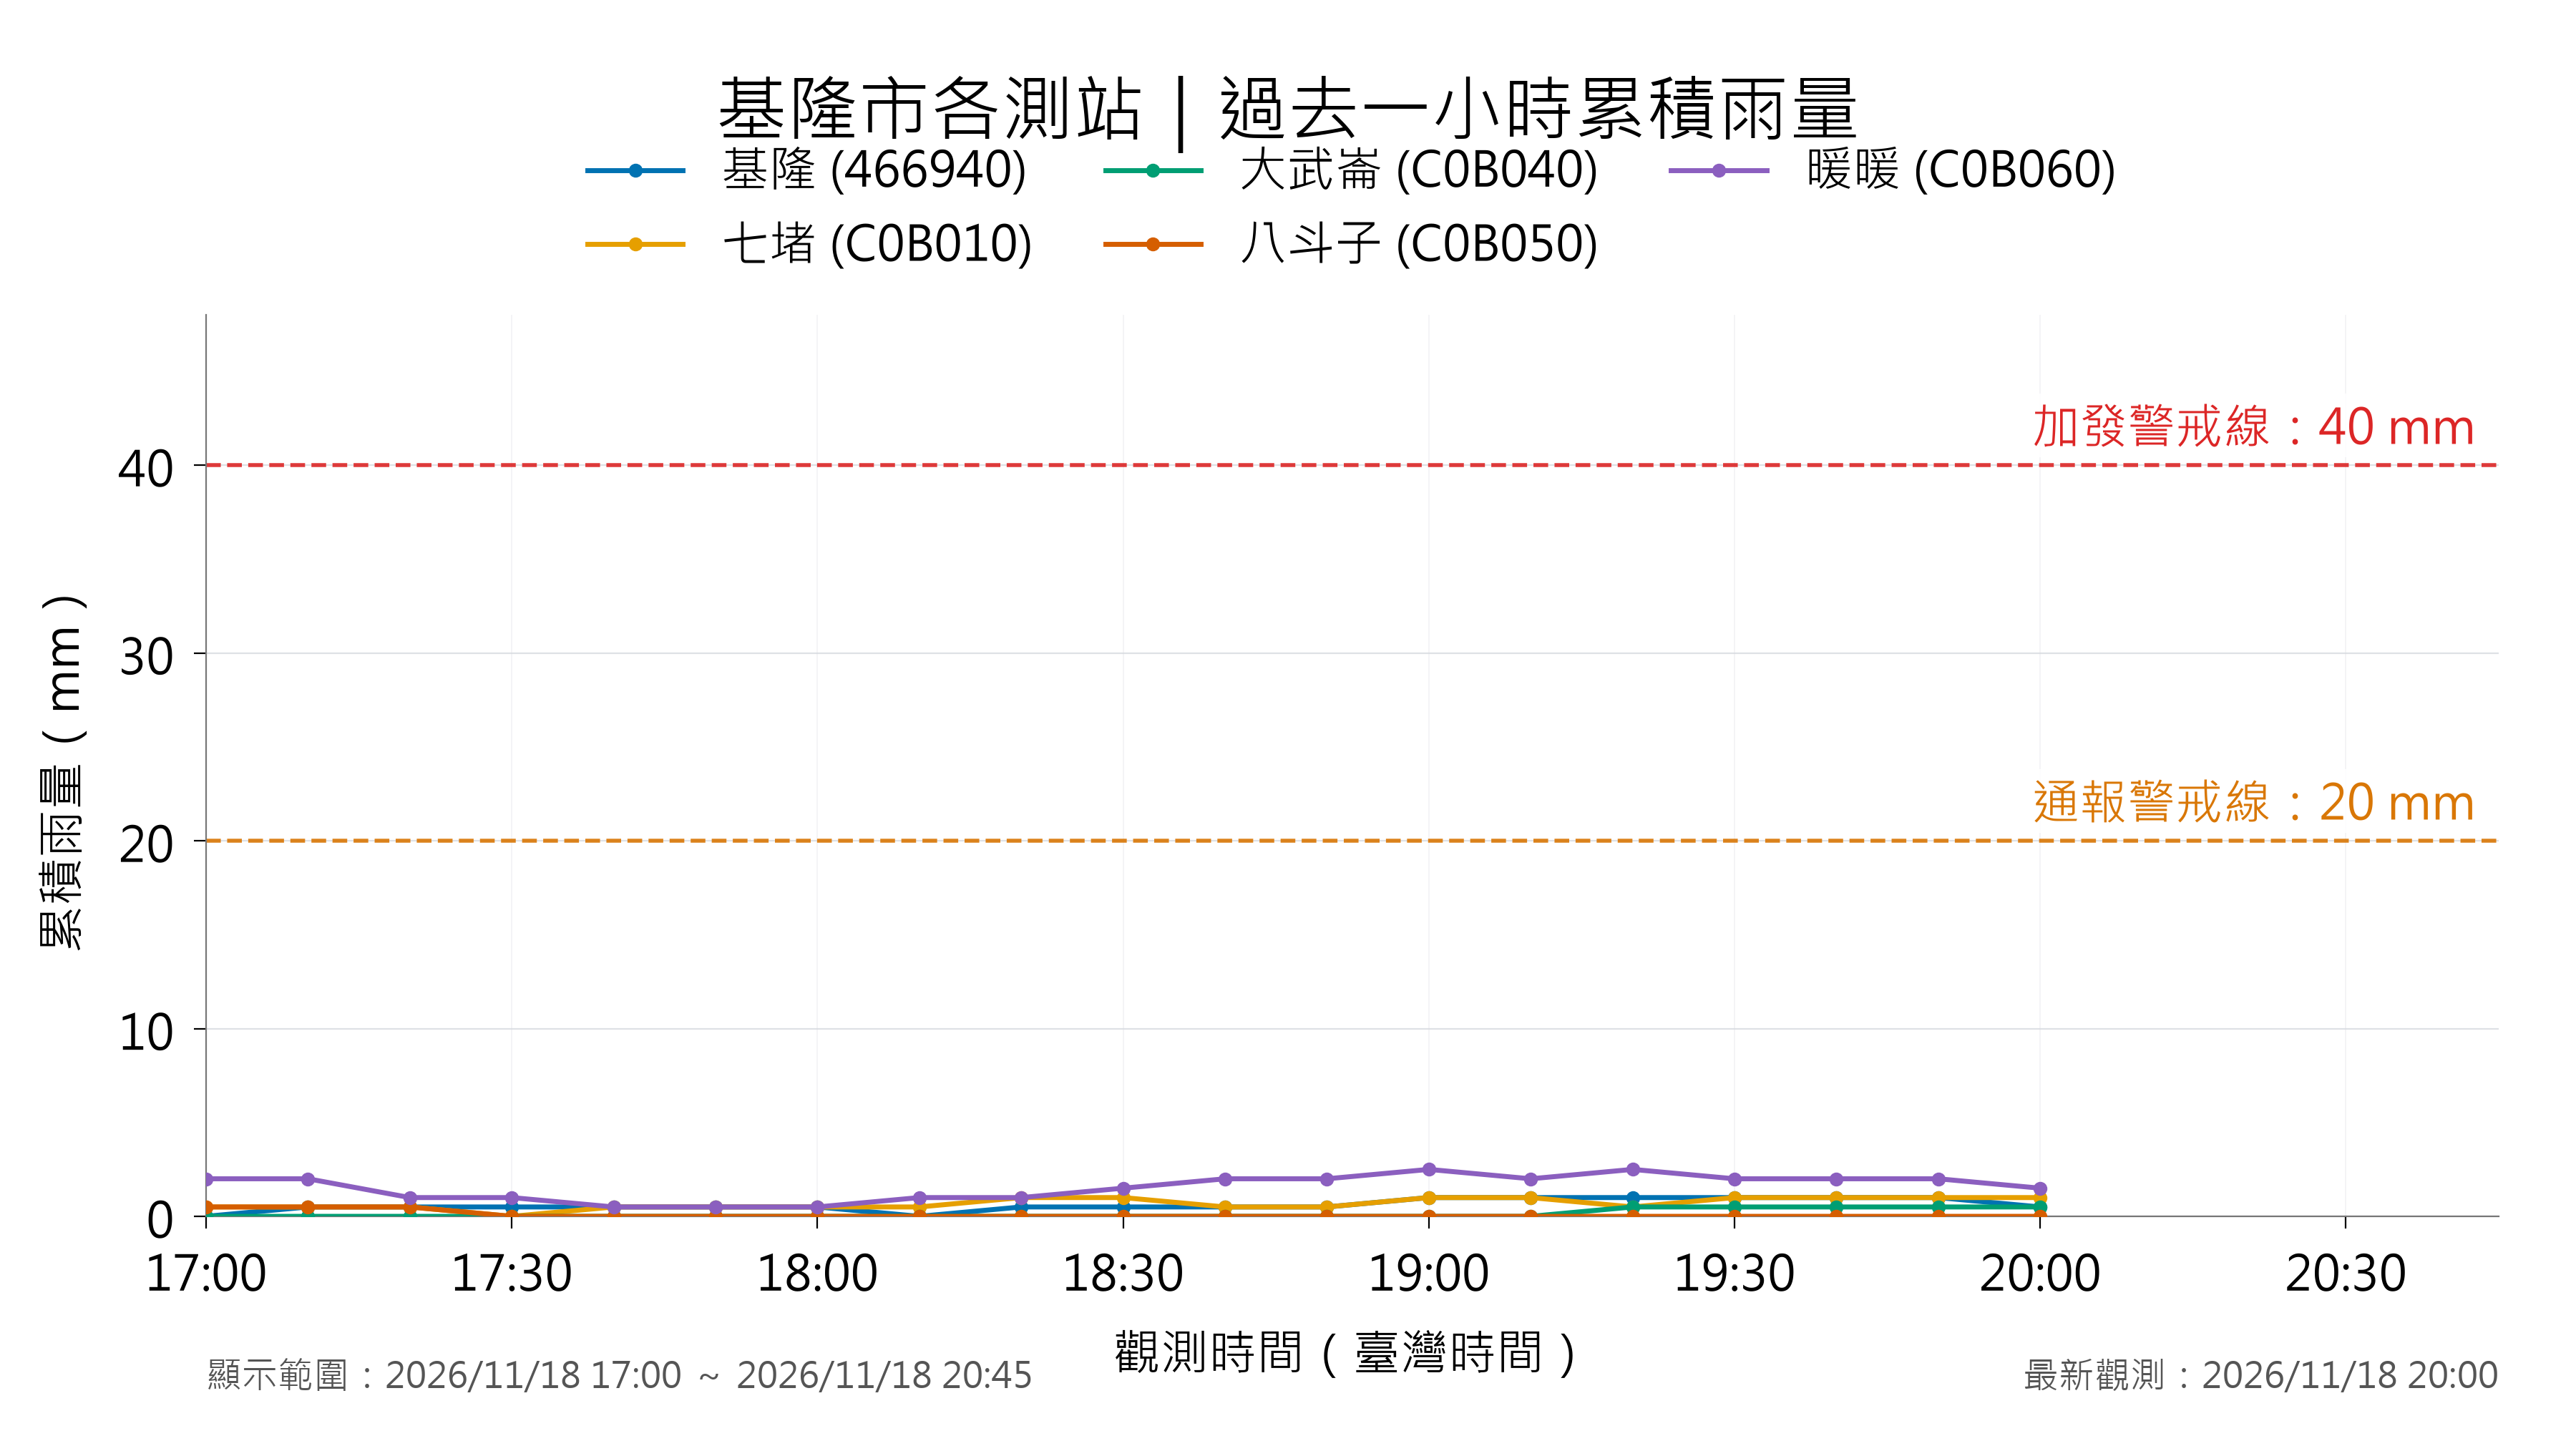 基隆市各測站｜過去一小時累積雨量
基隆 (466940)
大武崙 (C0B040)
暖暖 (C0B060)
七堵 (C0B010)
八斗子 (C0B050)
累積雨量（mm）
40
30
20
10
0
加發警戒線：40 mm
通報警戒線：20 mm
17:00
17:30
18:00
18:30
19:00
19:30
20:00
20:30
觀測時間（臺灣時間）
顯示範圍：2026/11/18 17:00 ~ 2026/11/18 20:45
最新觀測：2026/11/18 20:00